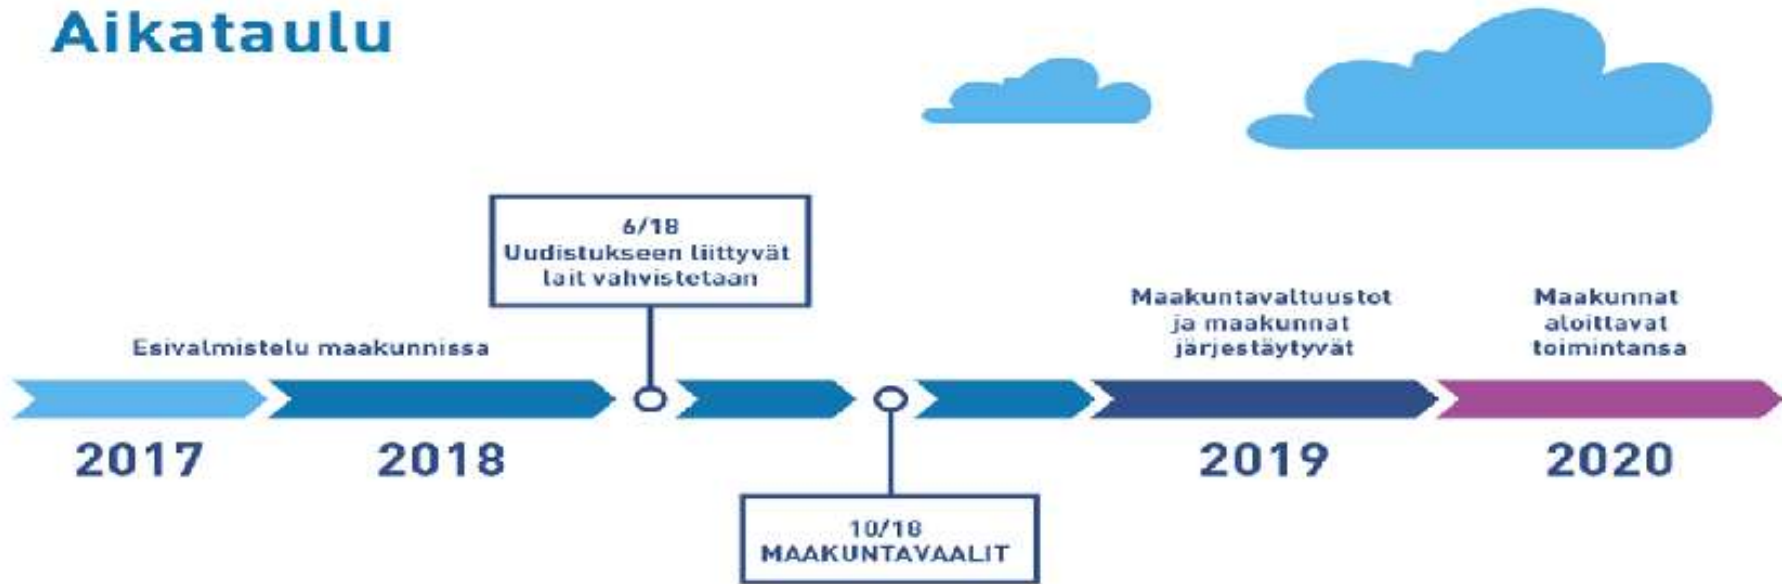 Aikataulu
6/18
Uudistukseen liittyvät
lait vahvistetaan
Esivalmistelu maakunnissa
Maakuntavaltuustot
ja maakunnat
järjestäytyvät
Maakunnat
aloittavat
toimintansa
2017
2018
2019
2020
10/18
MAAKUNTAVAALIT